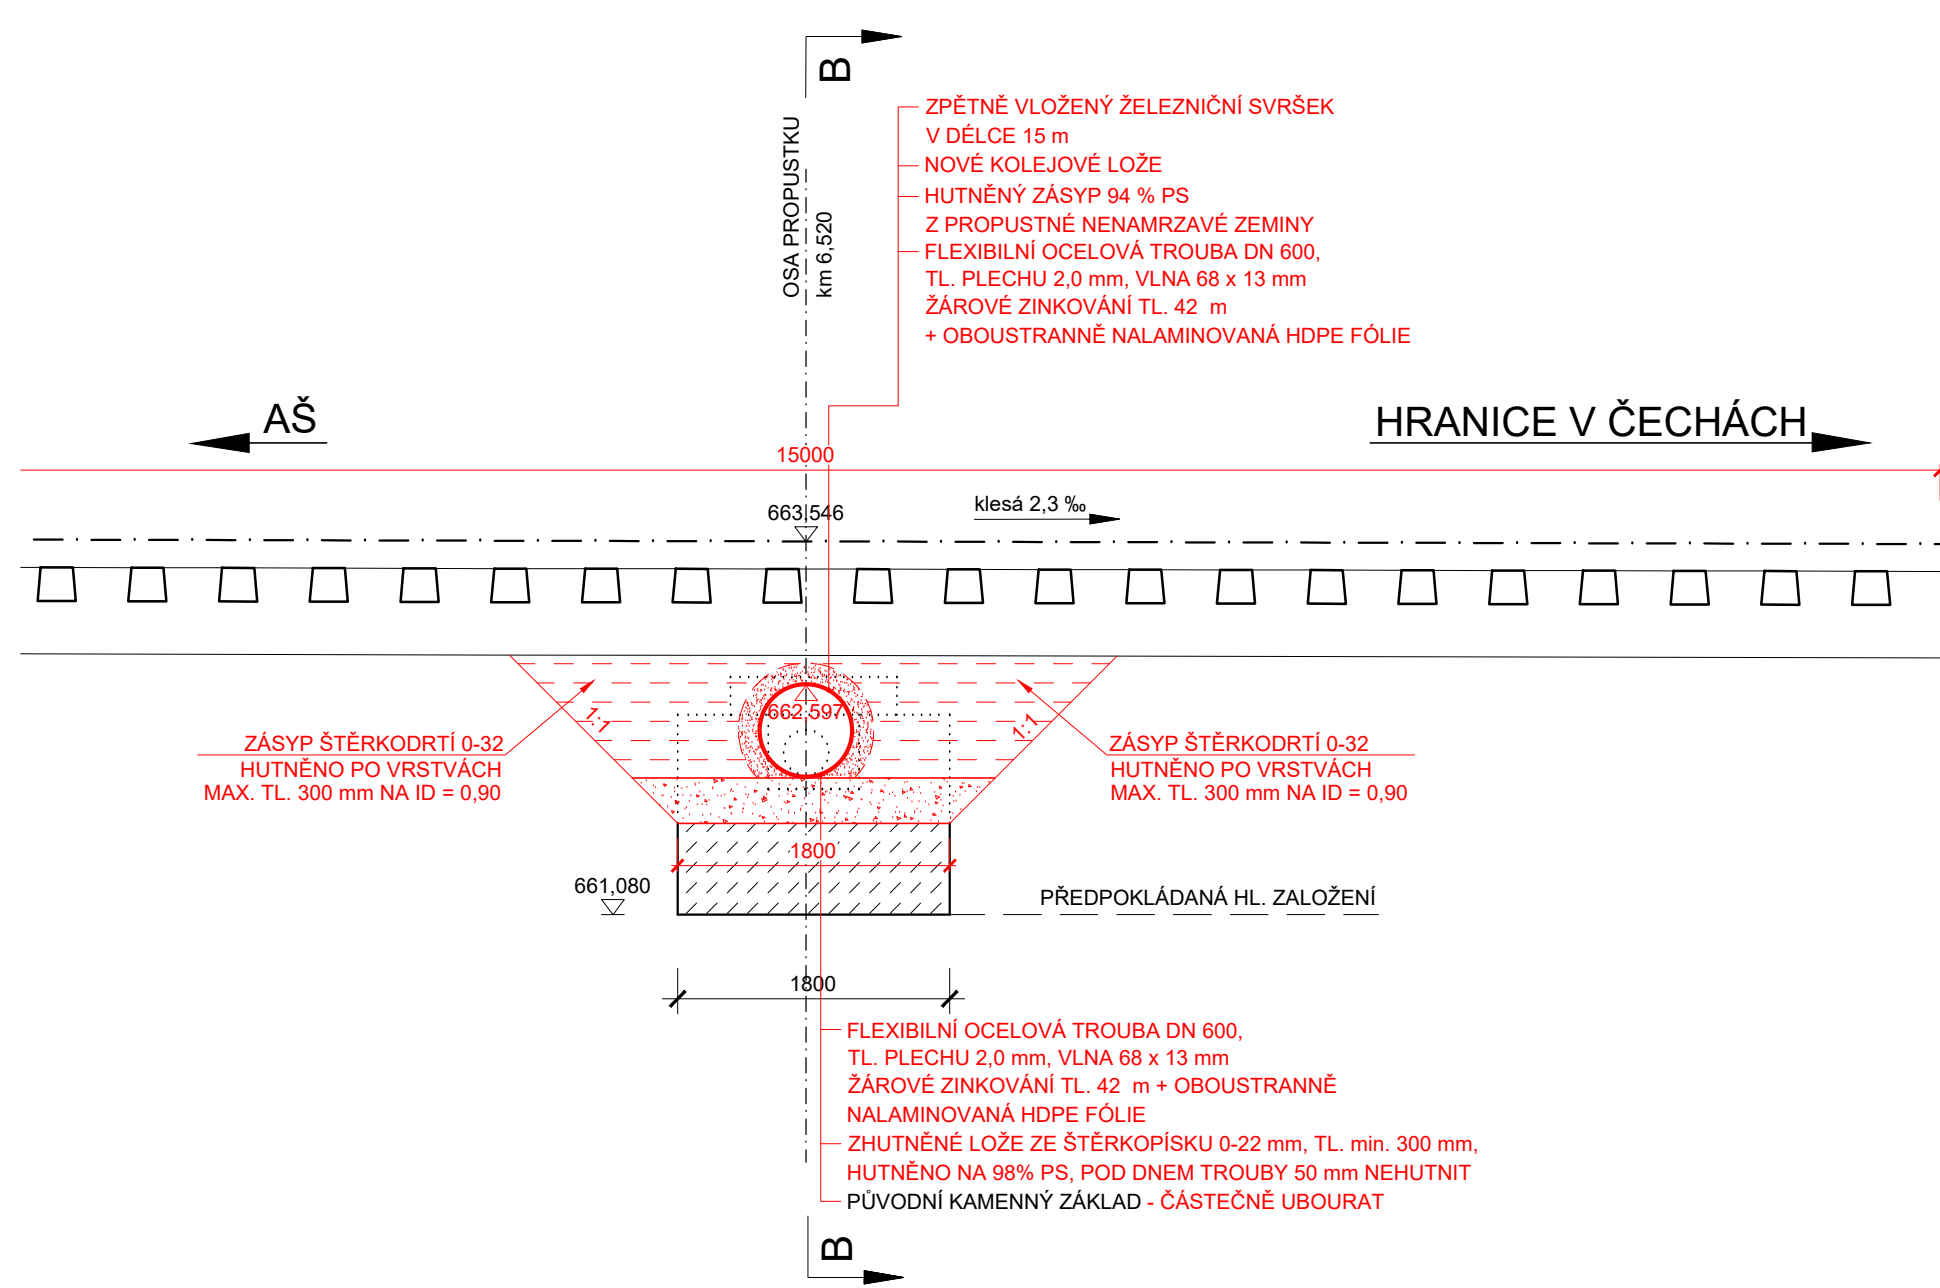 B
OSA PROPUSTKU
km 6,520
ZPĚTNĚ VLOŽENÝ ŽELEZNIČNÍ SVRŠEK
V DÉLCE 15 m
NOVÉ KOLEJOVÉ LOŽE
HUTNĚNÝ ZÁSYP 94 % PS
Z PROPUSTNÉ NENAMRZAVÉ ZEMINY
FLEXIBILNÍ OCELOVÁ TROUBA DN 600,
TL. PLECHU 2,0 mm, VLNA 68 x 13 mm
ŽÁROVÉ ZINKOVÁNÍ TL. 42 m
+ OBOUSTRANNĚ NALAMINOVANÁ HDPE FÓLIE
AŠ
HRANICE V ČECHÁCH
15000
663,546
klesá 2,3 ‰
662,597
1:1
1:1
ZÁSYP ŠTĚRKODRTÍ 0-32
HUTNĚNO PO VRSTVÁCH
MAX. TL. 300 mm NA ID = 0,90
ZÁSYP ŠTĚRKODRTÍ 0-32
HUTNĚNO PO VRSTVÁCH
MAX. TL. 300 mm NA ID = 0,90
1800
661,080
PŘEDPOKLÁDANÁ HL. ZALOŽENÍ
1800
FLEXIBILNÍ OCELOVÁ TROUBA DN 600,
TL. PLECHU 2,0 mm, VLNA 68 x 13 mm
ŽÁROVÉ ZINKOVÁNÍ TL. 42 m + OBOUSTRANNĚ
NALAMINOVANÁ HDPE FÓLIE
ZHUTNĚNÉ LOŽE ZE ŠTĚRKOPÍSKU 0-22 mm, TL. min. 300 mm,
HUTNĚNO NA 98% PS, POD DNEM TROUBY 50 mm NEHUTNIT
PŮVODNÍ KAMENNÝ ZÁKLAD - ČÁSTEČNĚ UBOURAT
B